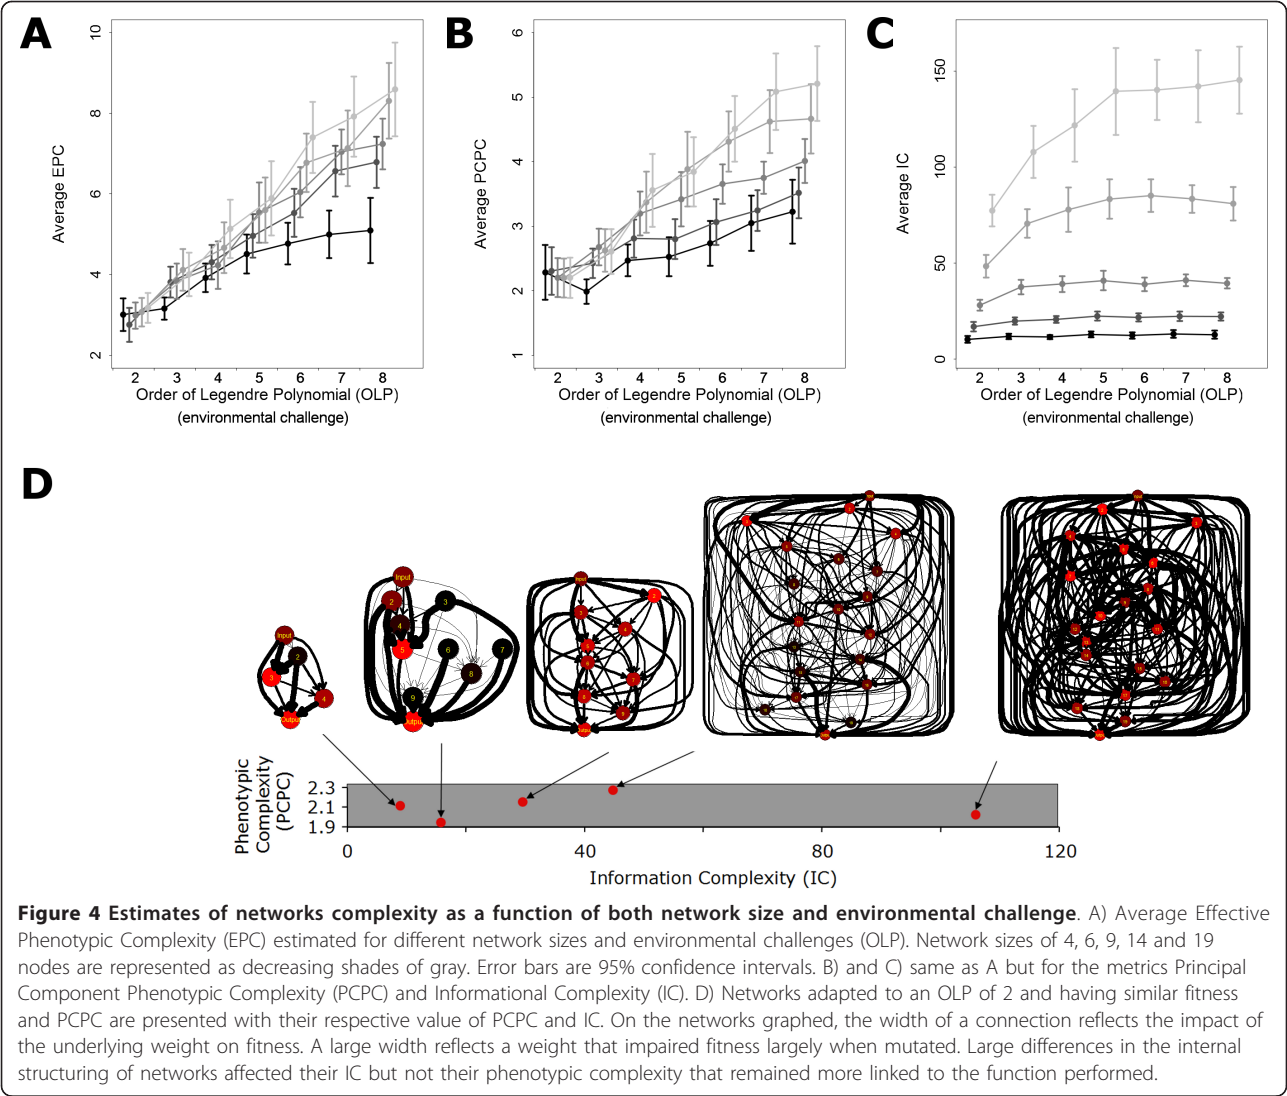 A
B
C
10
8
6
4
2
Average EPC
2 3 4 5 6 7 8
Order of Legendre Polynomial (OLP)
(environmental challenge)
6
5
4
3
2
1
Average PCPC
2 3 4 5 6 7 8
Order of Legendre Polynomial (OLP)
(environmental challenge)
150
100
50
0
Average IC
2 3 4 5 6 7 8
Order of Legendre Polynomial (OLP)
(environmental challenge)
D
Input
2
3
4
Output
Input
2
3
4
5
6
7
8
9
Output
Input
Output
Phenotypic
Complexity
(PCPC)
2.3
2.1
1.9
0 40 80 120
Information Complexity (IC)
Figure 4 Estimates of networks complexity as a function of both network size and environmental challenge. A) Average Effective
Phenotypic Complexity (EPC) estimated for different network sizes and environmental challenges (OLP). Network sizes of 4, 6, 9, 14 and 19
nodes are represented as decreasing shades of gray. Error bars are 95% confidence intervals. B) and C) same as A but for the metrics Principal
Component Phenotypic Complexity (PCPC) and Informational Complexity (IC). D) Networks adapted to an OLP of 2 and having similar fitness
and PCPC are presented with their respective value of PCPC and IC. On the networks graphed, the width of a connection reflects the impact of
the underlying weight on fitness. A large width reflects a weight that impaired fitness largely when mutated. Large differences in the internal
structuring of networks affected their IC but not their phenotypic complexity that remained more linked to the function performed.